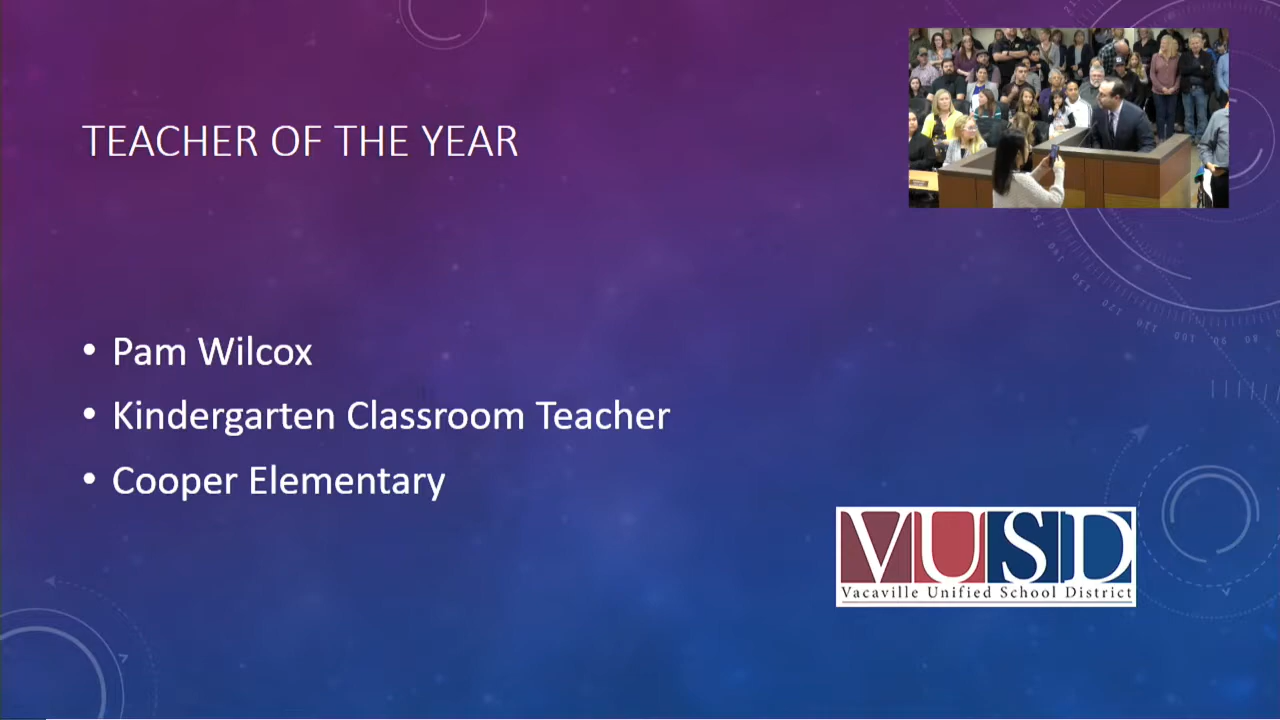 TEACHER OF THE YEAR
• Pam Wilcox
• Kindergarten Classroom Teacher
• Cooper Elementary
VUSD
Vacaville Unified School District